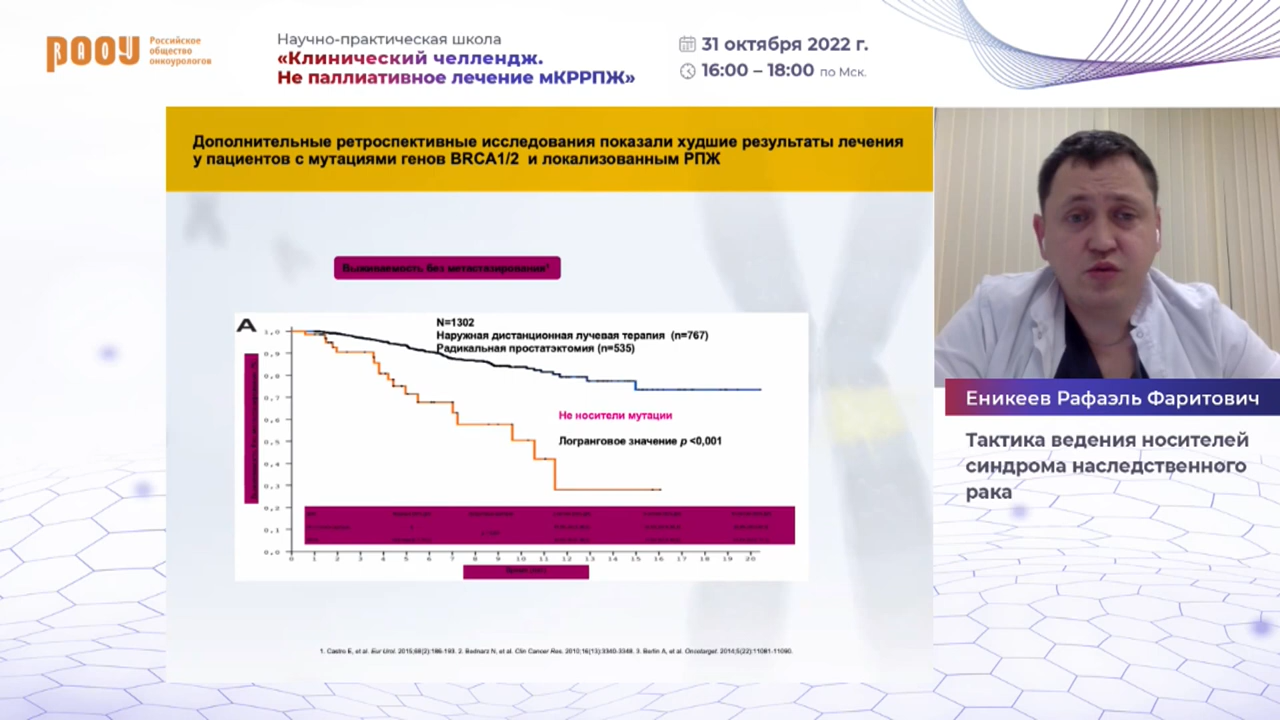 РАОУ
Российское
общество
онкоурологов
Научно-практическая школа
«Клинический челлендж.
Не паллиативное лечение мКРРПЖ»
31 октября 2022 г.
16:00 – 18:00 по Мск.
Дополнительные ретроспективные исследования показали худшие результаты лечения
у пациентов с мутациями генов BRCA1/2 и локализованным РПЖ
Выживаемость без метастазирования¹
A
N=1302
Наружная дистанционная лучевая терапия (n=767)
Радикальная простатэктомия (n=535)
1,0
0,9
0,8
0,7
0,6
0,5
0,4
0,3
0,2
0,1
0,0
Не носители мутации
Логранговое значение p <0,001
0 1 2 3 4 5 6 7 8 9 10 11 12 13 14 15 16 17 18 19 20
1. Castro E, et al. Eur Urol. 2015;68(2):186-193. 2. Bednarz N, et al. Clin Cancer Res. 2010;16(13):3340-3348. 3. Berlin A, et al. Oncotarget. 2014;5(22):11081-11090.
Еникеев Рафаэль Фаритович
Тактика ведения носителей
синдрома наследственного
рака